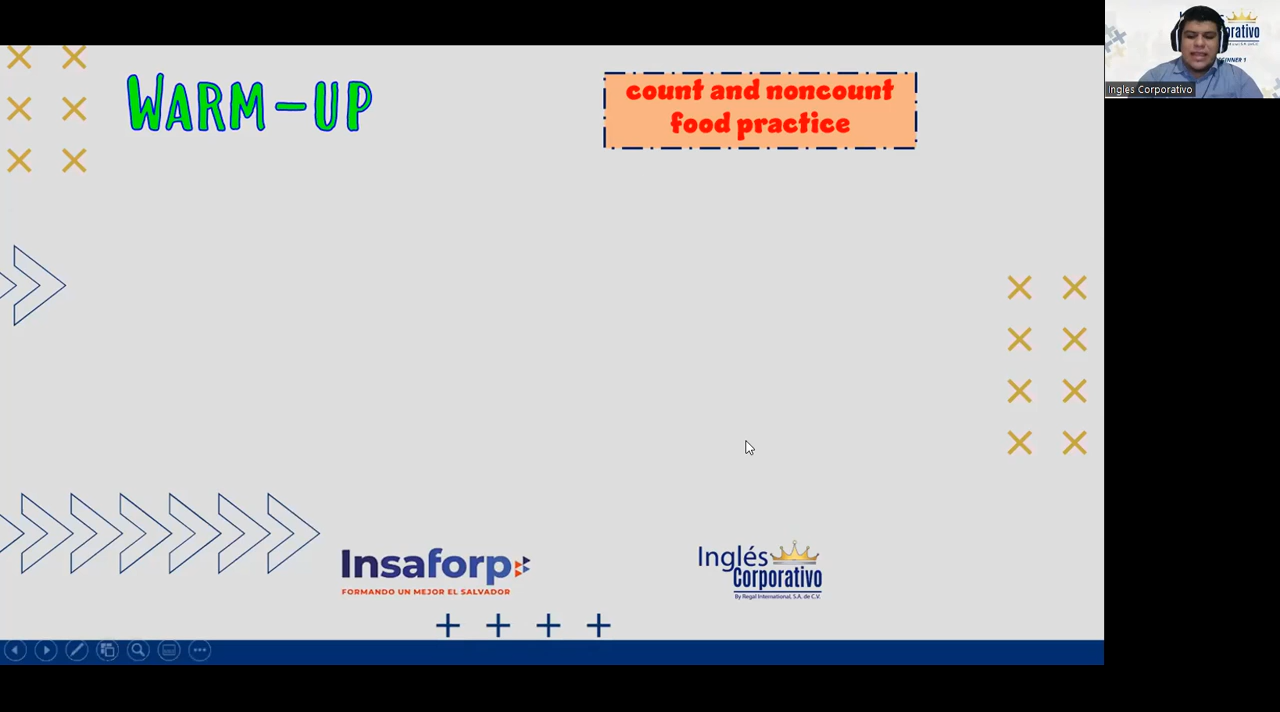 WARM-UP
count and noncount
food practice
Inglés Corporativo
By Regal International, S.A. de C.V.
Insaforp
FORMANDO UN MEJOR EL SALVADOR
Ingles Corporativo